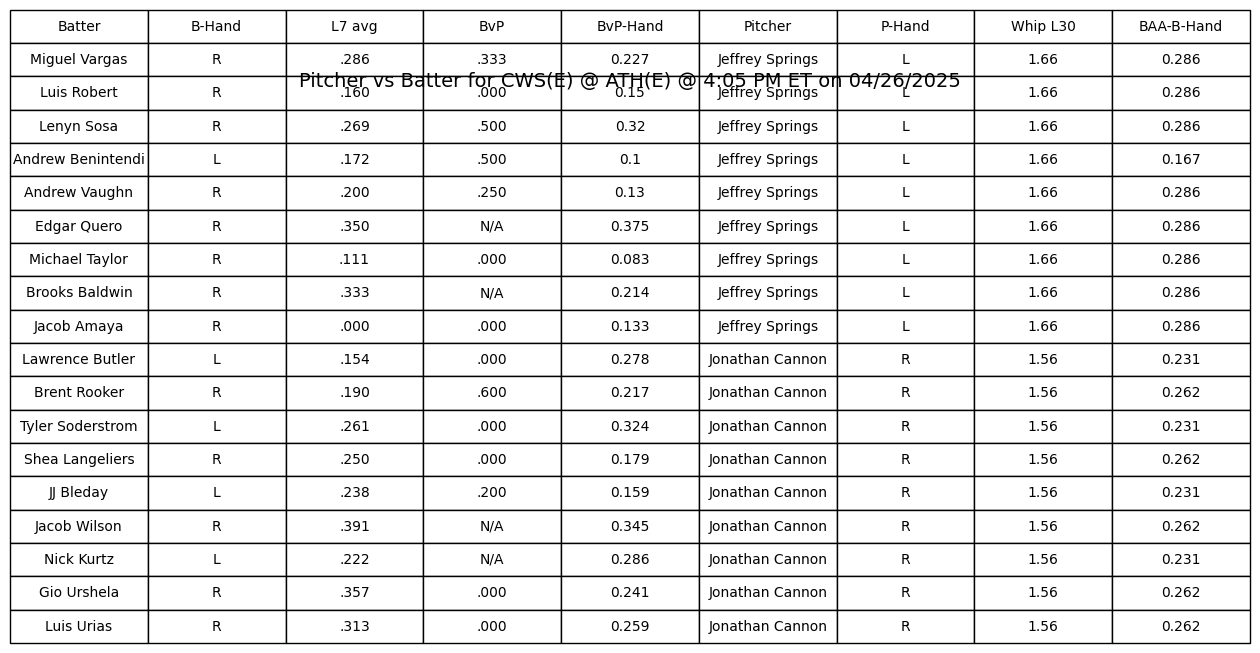 Batter B-Hand L7 avg BvP BvP-Hand Pitcher P-Hand Whip L30 BAA-B-Hand
Miguel Vargas R .286 .333 0.227 Jeffrey Springs L 1.66 0.286
Pitcher vs Batter for CWS(E) @ ATH(E) @ 4:05 PM ET on 04/26/2025
Luis Robert R .160 .000 0.15 Jeffrey Springs L 1.66 0.286
Lenyn Sosa R .269 .500 0.32 Jeffrey Springs L 1.66 0.286
Andrew Benintendi L .172 .500 0.1 Jeffrey Springs L 1.66 0.167
Andrew Vaughn R .200 .250 0.13 Jeffrey Springs L 1.66 0.286
Edgar Quero R .350 N/A 0.375 Jeffrey Springs L 1.66 0.286
Michael Taylor R .111 .000 0.083 Jeffrey Springs L 1.66 0.286
Brooks Baldwin R .333 N/A 0.214 Jeffrey Springs L 1.66 0.286
Jacob Amaya R .000 .000 0.133 Jeffrey Springs L 1.66 0.286
Lawrence Butler L .154 .000 0.278 Jonathan Cannon R 1.56 0.231
Brent Rooker R .190 .600 0.217 Jonathan Cannon R 1.56 0.262
Tyler Soderstrom L .261 .000 0.324 Jonathan Cannon R 1.56 0.231
Shea Langeliers R .250 .000 0.179 Jonathan Cannon R 1.56 0.262
JJ Bleday L .238 .200 0.159 Jonathan Cannon R 1.56 0.231
Jacob Wilson R .391 N/A 0.345 Jonathan Cannon R 1.56 0.262
Nick Kurtz L .222 N/A 0.286 Jonathan Cannon R 1.56 0.231
Gio Urshela R .357 .000 0.241 Jonathan Cannon R 1.56 0.262
Luis Urias R .313 .000 0.259 Jonathan Cannon R 1.56 0.262